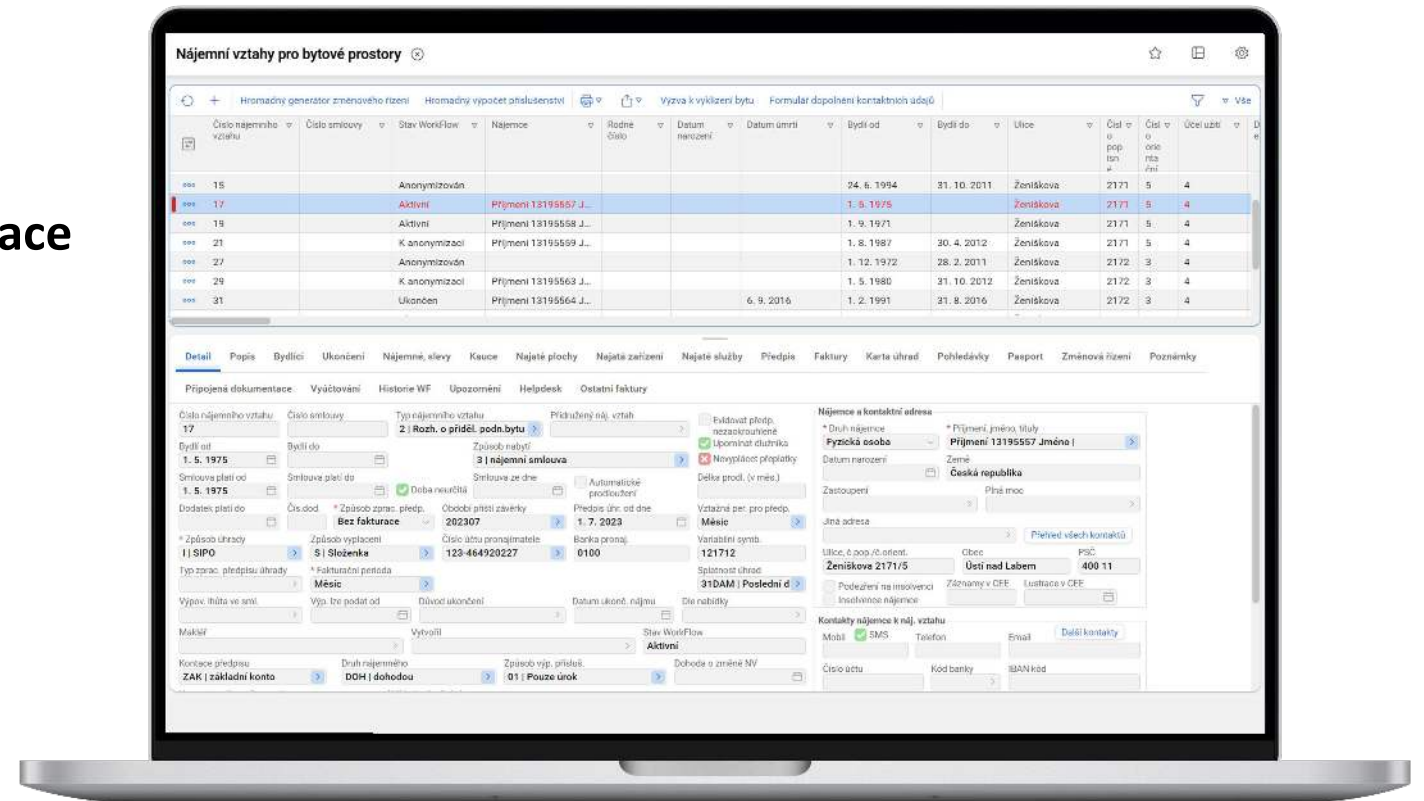 ace
Nájemní vztahy pro bytové prostory
Hromadný generátor změnového řízení Hromadný výpočet příslušenství Výzva k vyklizení bytu Formulář doplnění kontaktních údajů Vše
Číslo nájemního vztahu Číslo smlouvy Stav WorkFlow Nájemce Rodné číslo Datum narození Datum úmrtí Bydlí od Bydlí do Ulice Čísl o pop isn é Čísl o orie nta ční Účel užití D e
15 Anonymizován 24. 6. 1994 31. 10. 2011 Ženíškova 2171 5 4
17 Aktivní Příjmení 13195557 J... 1. 5. 1975 Ženíškova 2171 5 4
19 Aktivní Příjmení 13195558 J... 1. 9. 1971 Ženíškova 2171 5 4
21 K anonymizaci Příjmení 13195559 J... 1. 8. 1987 30. 4. 2012 Ženíškova 2171 5 4
27 Anonymizován 1. 12. 1972 28. 2. 2011 Ženíškova 2172 3 4
29 K anonymizaci Příjmení 13195563 J... 1. 5. 1980 31. 10. 2012 Ženíškova 2172 3 4
31 Ukončen Příjmení 13195564 J... 6. 9. 2016 1. 2. 1991 31. 8. 2016 Ženíškova 2172 3 4
Detail Popis Bydlící Ukončení Nájemné, slevy Kauce Najaté plochy Najatá zařízení Najaté služby Předpis Faktury Karta úhrad Pohledávky Pasport Změnová řízení Poznámky
Připojená dokumentace Vyúčtování Historie WF Upozornění Helpdesk Ostatní faktury
Číslo nájemního vztahu Číslo smlouvy Typ nájemního vztahu Přidružený náj. vztah Evidovat předp. nezaokrouhleně Nájemce a kontaktní adresa
17 2 | Rozh. o příděl. podn.bytu Upomínat dlužníka * Druh nájemce * Příjmení, jméno, tituly
Fyzická osoba Příjmení 13195557 Jméno |
Bydlí od Bydlí do Způsob nabytí Nevyplácet přeplatky
1. 5. 1975 3 | nájemní smlouva Datum narození Země
Česká republika
Smlouva platí od Smlouva platí do Doba neurčitá Smlouva ze dne Automatické prodloužení Délka prodl. (v měs.)
1. 5. 1975 Zastoupení Plná moc
Dodatek platí do Čís.dod * Způsob zprac. předp. Období příští závěrky Předpis úhr. od dne Vztažná per. pro předp.
Bez fakturace 202307 1. 7. 2023 Měsíc Jiná adresa
Přehled všech kontaktů
* Způsob úhrady Způsob vyplacení Číslo účtu pronajímatele Banka pronaj. Variabilní symb.
I | SIPO S | Složenka 123-464920227 0100 121712 Ulice, č.pop./č.orient. Obec PSČ
Ženíškova 2171/5 Ústí nad Labem 400 11
Typ zprac. předpisu úhrady * Fakturační perioda Splatnost úhrad
Měsíc 31DAM | Poslední d Podezření na insolvenci Záznamy v CEE Lustrace v CEE
Insolvence nájemce
Výpov. lhůta ve sml. Výp. lze podat od Důvod ukončení Datum ukonč. nájmu Dle nabídky
Kontakty nájemce k náj. vztahu
Makléř Vytvořil Stav WorkFlow Mobil SMS Telefon Email Další kontakty
Aktivní
Kontace předpisu Druh nájemného Způsob výp. přísluš. Dohoda o změně NV Číslo účtu Kód banky IBAN kód
ZAK | základní konto DOH | dohodou 01 | Pouze úrok